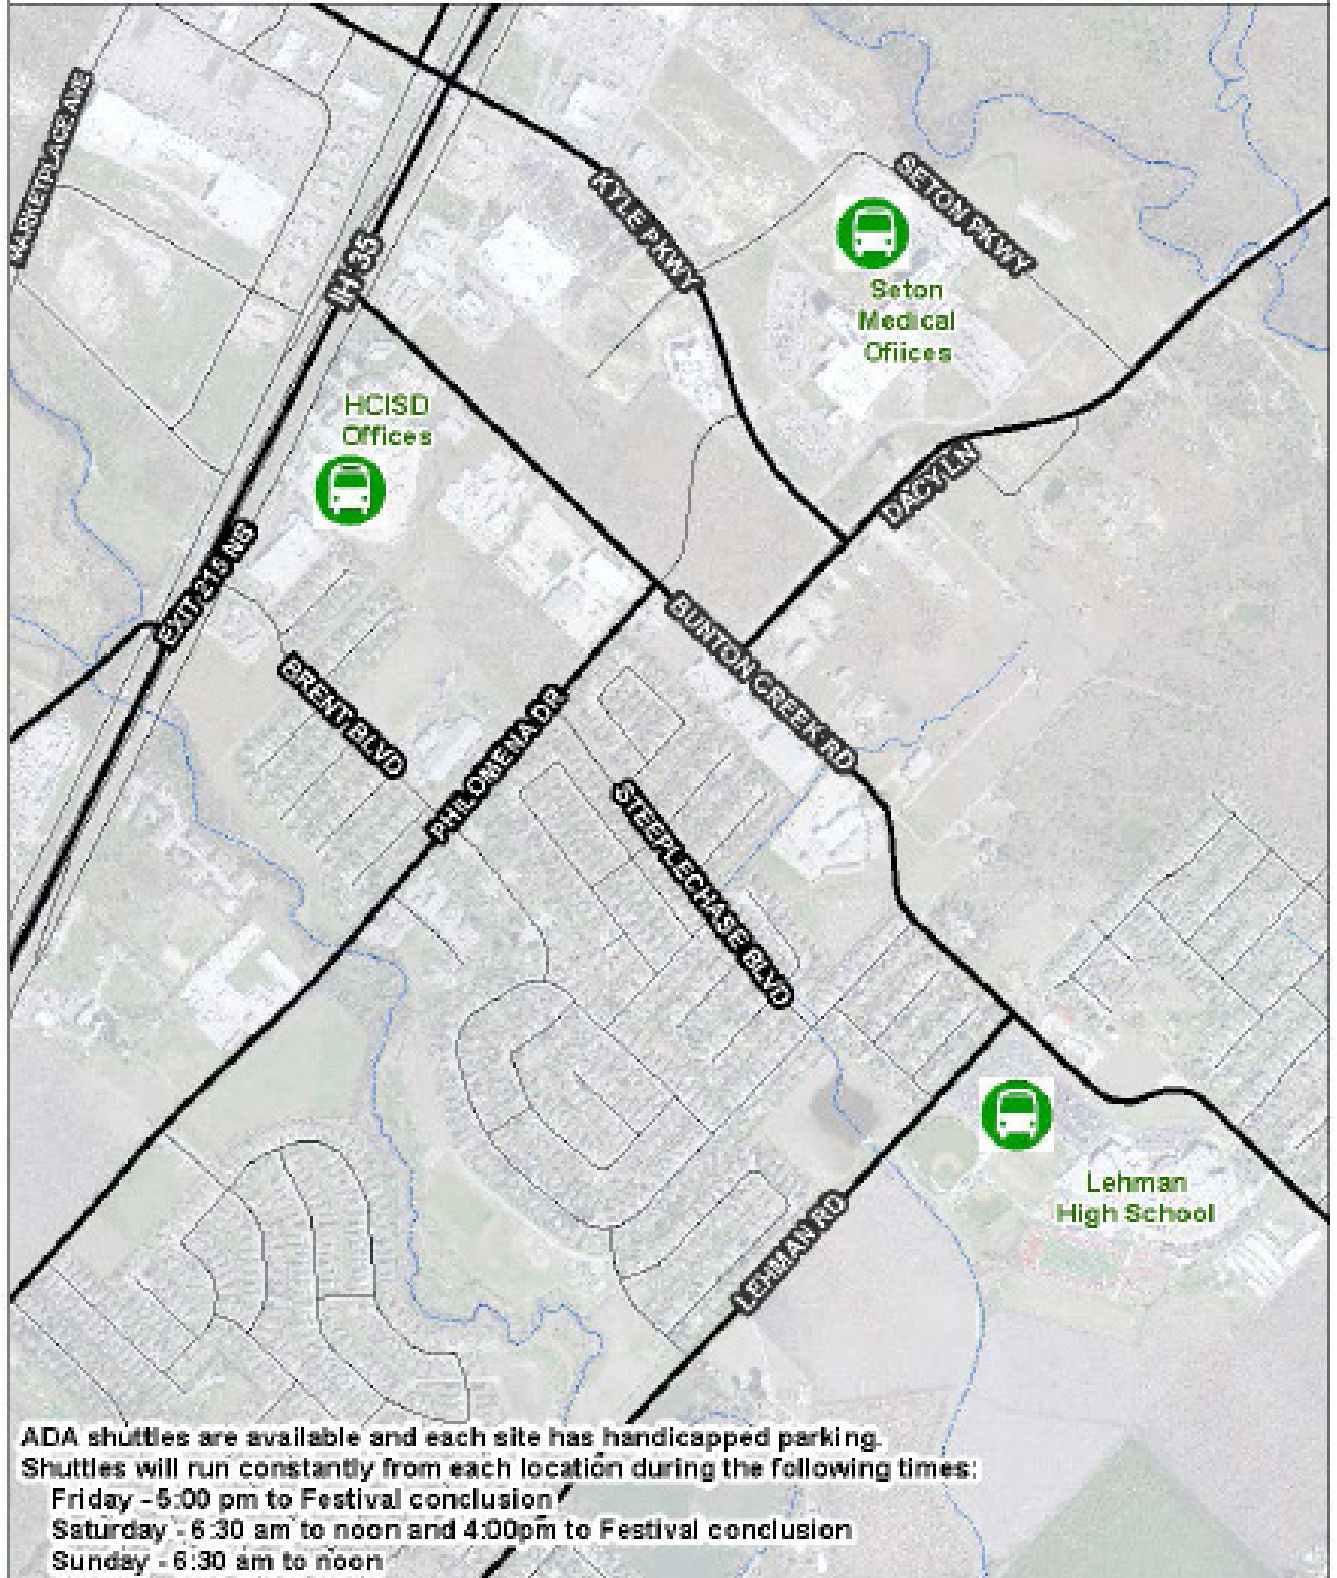 MARKETPLACE AVE
IH 35
KYLE PKWY
SETON PKWY
Seton
Medical
Offices
HCISD
Offices
DACY LN
EXIT 215 NB
BUNTON CREEK RD
BRENT BLVD
PHILOMENA DR
STEEPLECHASE BLVD
Lehman
High School
LEHMAN RD
ADA shuttles are available and each site has handicapped parking.
Shuttles will run constantly from each location during the following times:
Friday - 5:00 pm to Festival conclusion
Saturday - 6:30 am to noon and 4:00pm to Festival conclusion
Sunday - 6:30 am to noon